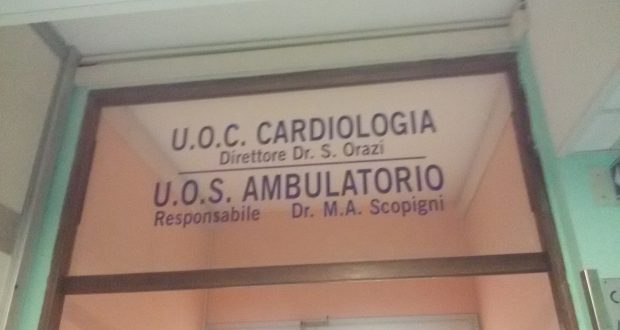 U.O.C. CARDIOLOGIA
Direttore Dr. S. Orazi
U.O.S. AMBULATORIO
Responsabile Dr. M.A. Scopigni